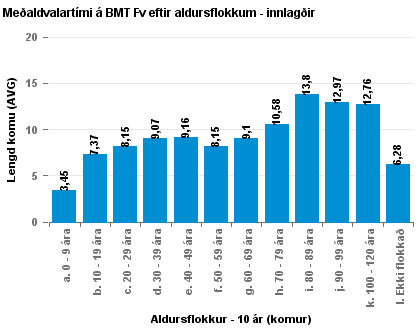 Meðaldvalartími á BMT Fv eftir aldursflokkum - innlagðir
Lengd komu (AVG)
20
15
10
5
0
3,45
7,37
8,15
9,07
9,16
8,15
9,1
10,58
13,8
12,97
12,76
6,28
a. 0 - 9 ára
b. 10 - 19 ára
c. 20 - 29 ára
d. 30 - 39 ára
e. 40 - 49 ára
f. 50 - 59 ára
g. 60 - 69 ára
h. 70 - 79 ára
i. 80 - 89 ára
j. 90 - 99 ára
k. 100 - 120 ára
l. Ekki flokkað
Aldursflokkur - 10 ár (komur)